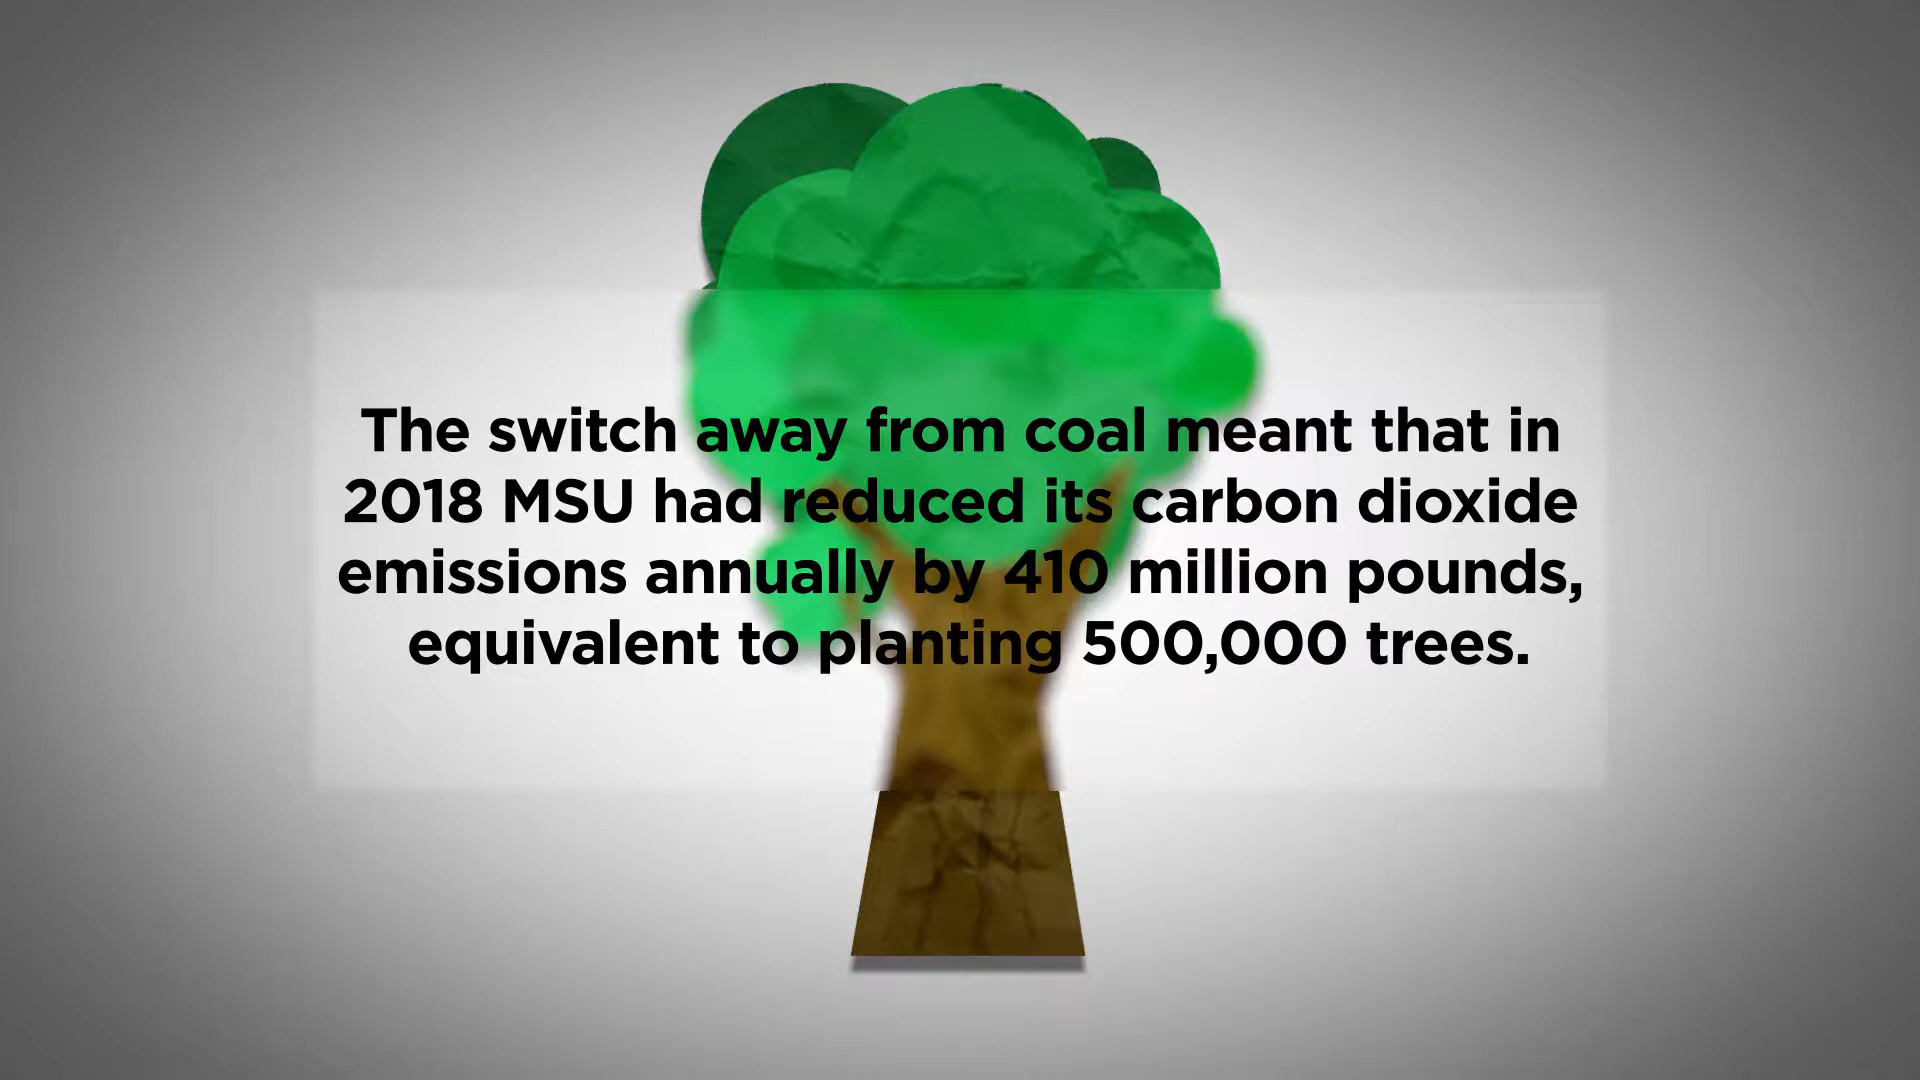 The switch away from coal meant that in
2018 MSU had reduced its carbon dioxide
emissions annually by 410 million pounds,
equivalent to planting 500,000 trees.